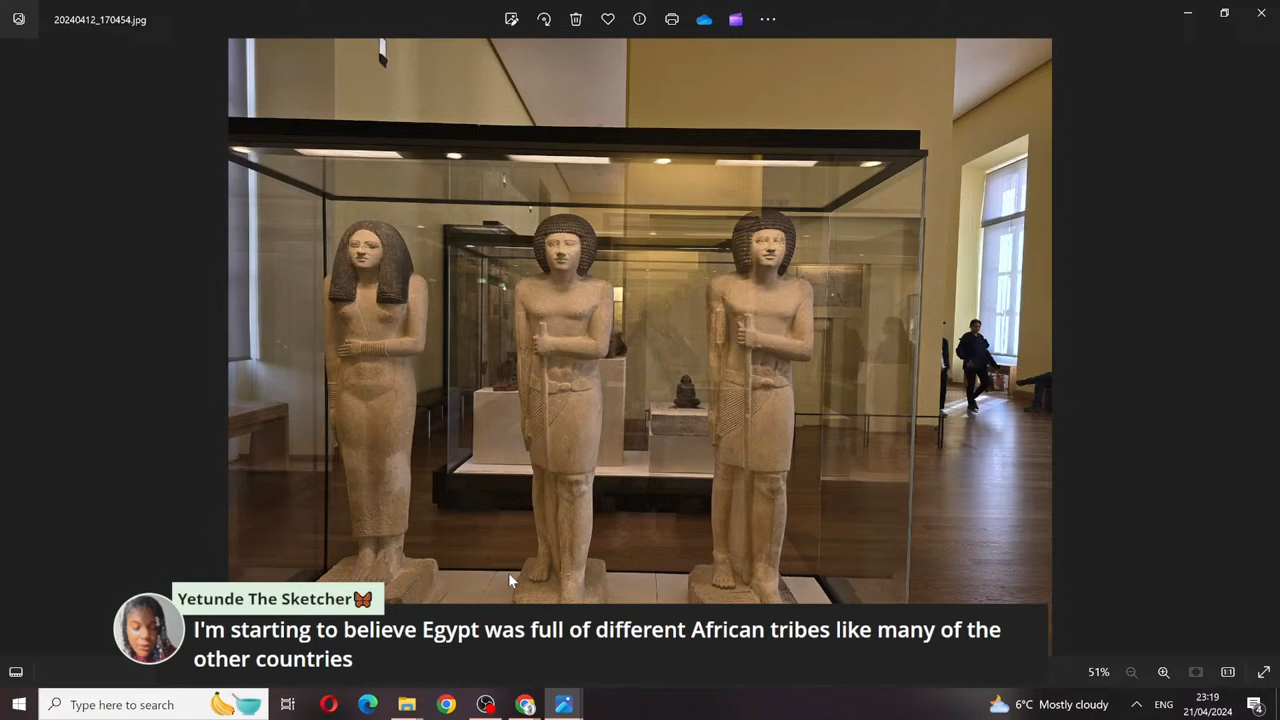 20240412_170454.jpg
Yetunde The Sketcher🦋
I'm starting to believe Egypt was full of different African tribes like many of the
other countries
51%
Type here to search
6°C Mostly cloudy
ENG
23:19
21/04/2024
4